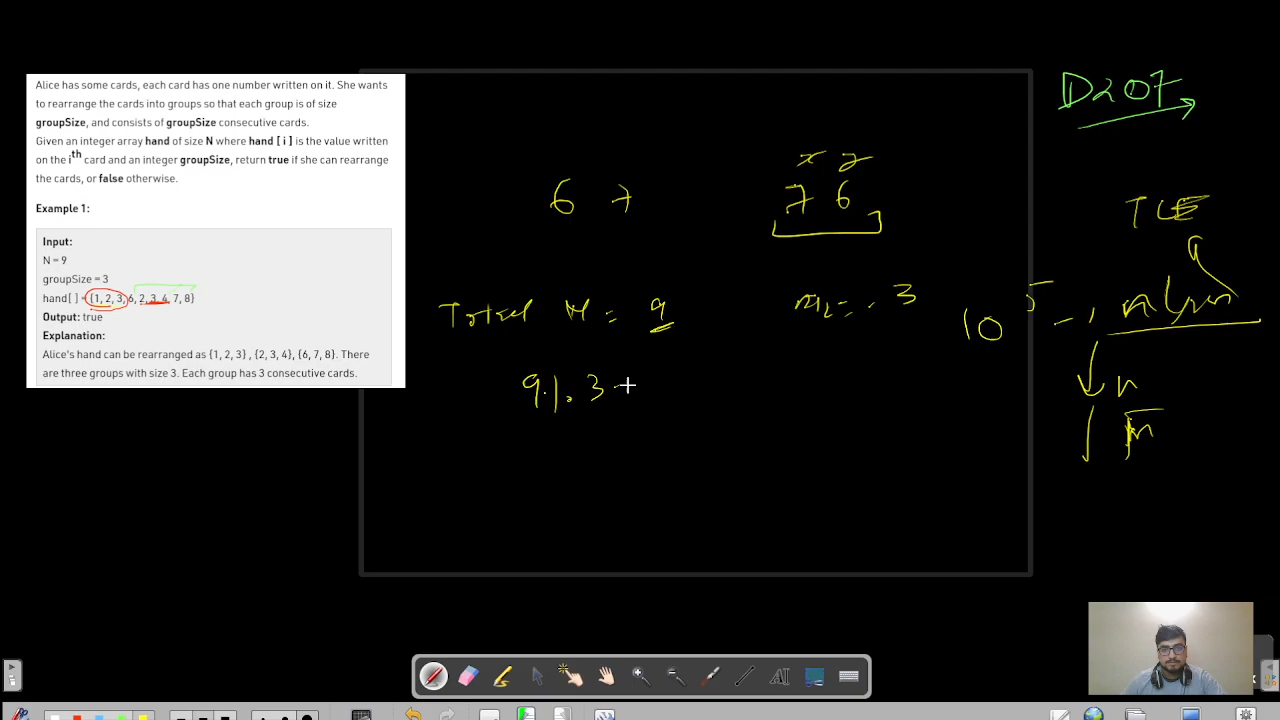 Alice has some cards, each card has one number written on it. She wants
to rearrange the cards into groups so that each group is of size
groupSize, and consists of groupSize consecutive cards.
Given an integer array hand of size N where hand [ i ] is the value written
on the ith card and an integer groupSize, return true if she can rearrange
the cards, or false otherwise.
Example 1:
Input:
N = 9
groupSize = 3
hand[ ] = {1, 2, 3, 6, 2, 3, 4, 7, 8}
Output: true
Explanation:
Alice's hand can be rearranged as {1, 2, 3} , {2, 3, 4}, {6, 7, 8}. There
are three groups with size 3. Each group has 3 consecutive cards.
D207
x y
6 7 7 6
TLE
Total N = 9
3
10 5
n
9 % 3
√n
AI